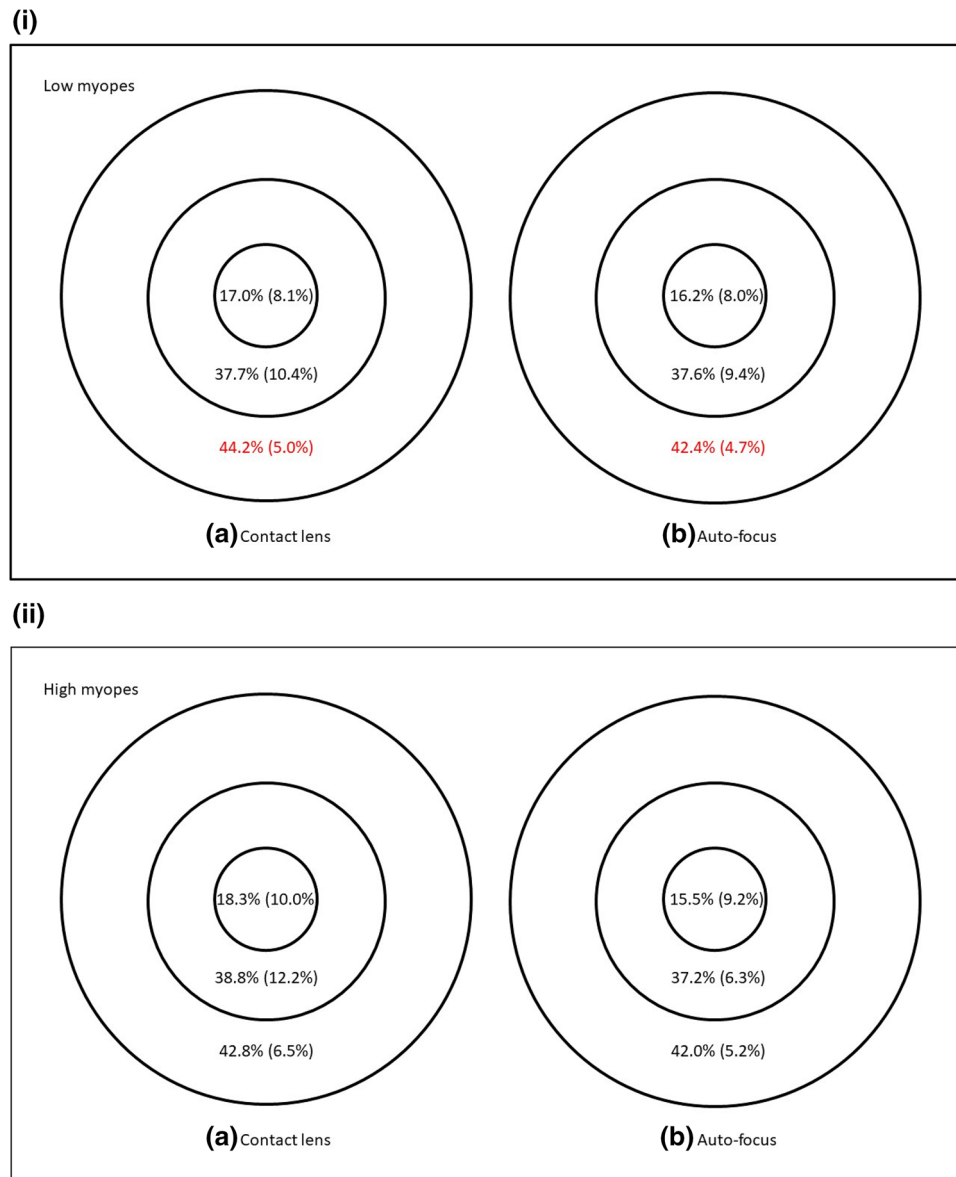 (i)
Low myopes
17.0% (8.1%)
37.7% (10.4%)
44.2% (5.0%)
(a) Contact lens
16.2% (8.0%)
37.6% (9.4%)
42.4% (4.7%)
(b) Auto-focus
(ii)
High myopes
18.3% (10.0%
38.8% (12.2%)
42.8% (6.5%)
(a) Contact lens
15.5% (9.2%)
37.2% (6.3%)
42.0% (5.2%)
(b) Auto-focus